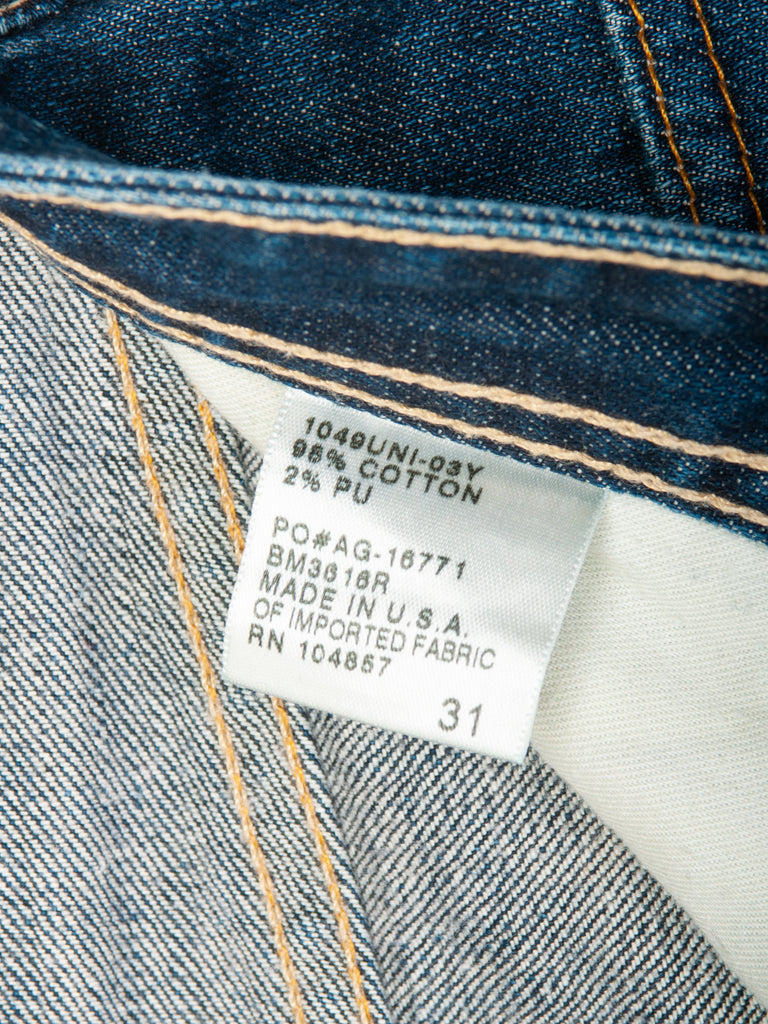 1049UNI-03Y
98% COTTON
2% PU
PO#AG-16771
BM3616R
MADE IN U.S.A.
OF IMPORTED FABRIC
RN 104857
31